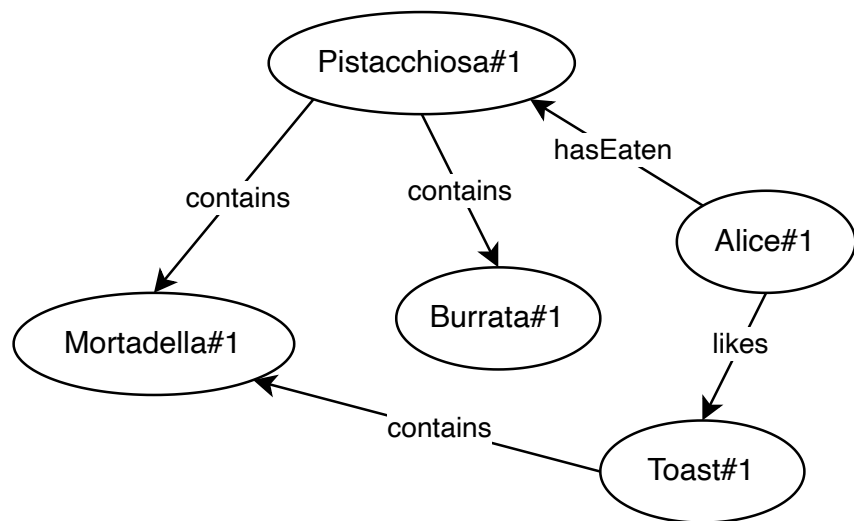 Pistacchiosa#1
hasEaten
contains
contains
Alice#1
Burrata#1
Mortadella#1
likes
contains
Toast#1